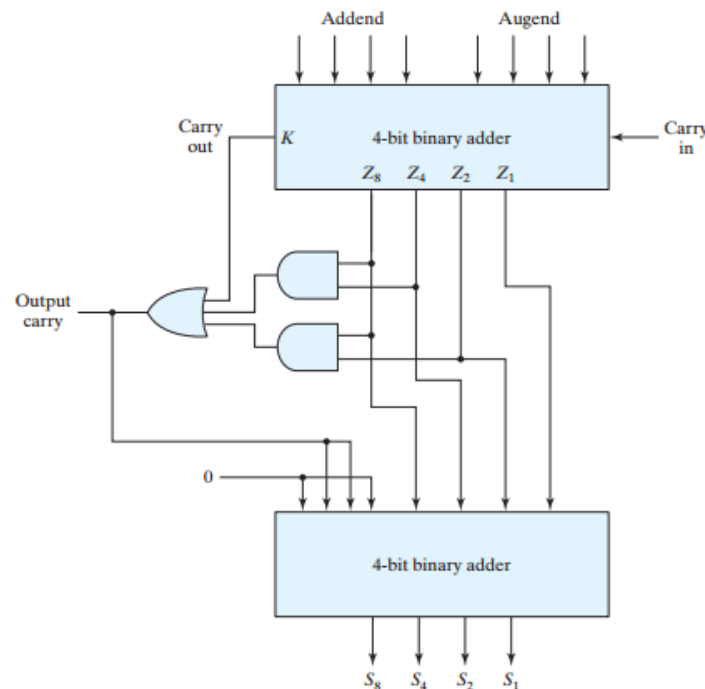 Addend Augend
Carry out
K
4-bit binary adder
Carry in
Z₈ Z₄ Z₂ Z₁
Output carry
0
4-bit binary adder
S₈ S₄ S₂ S₁